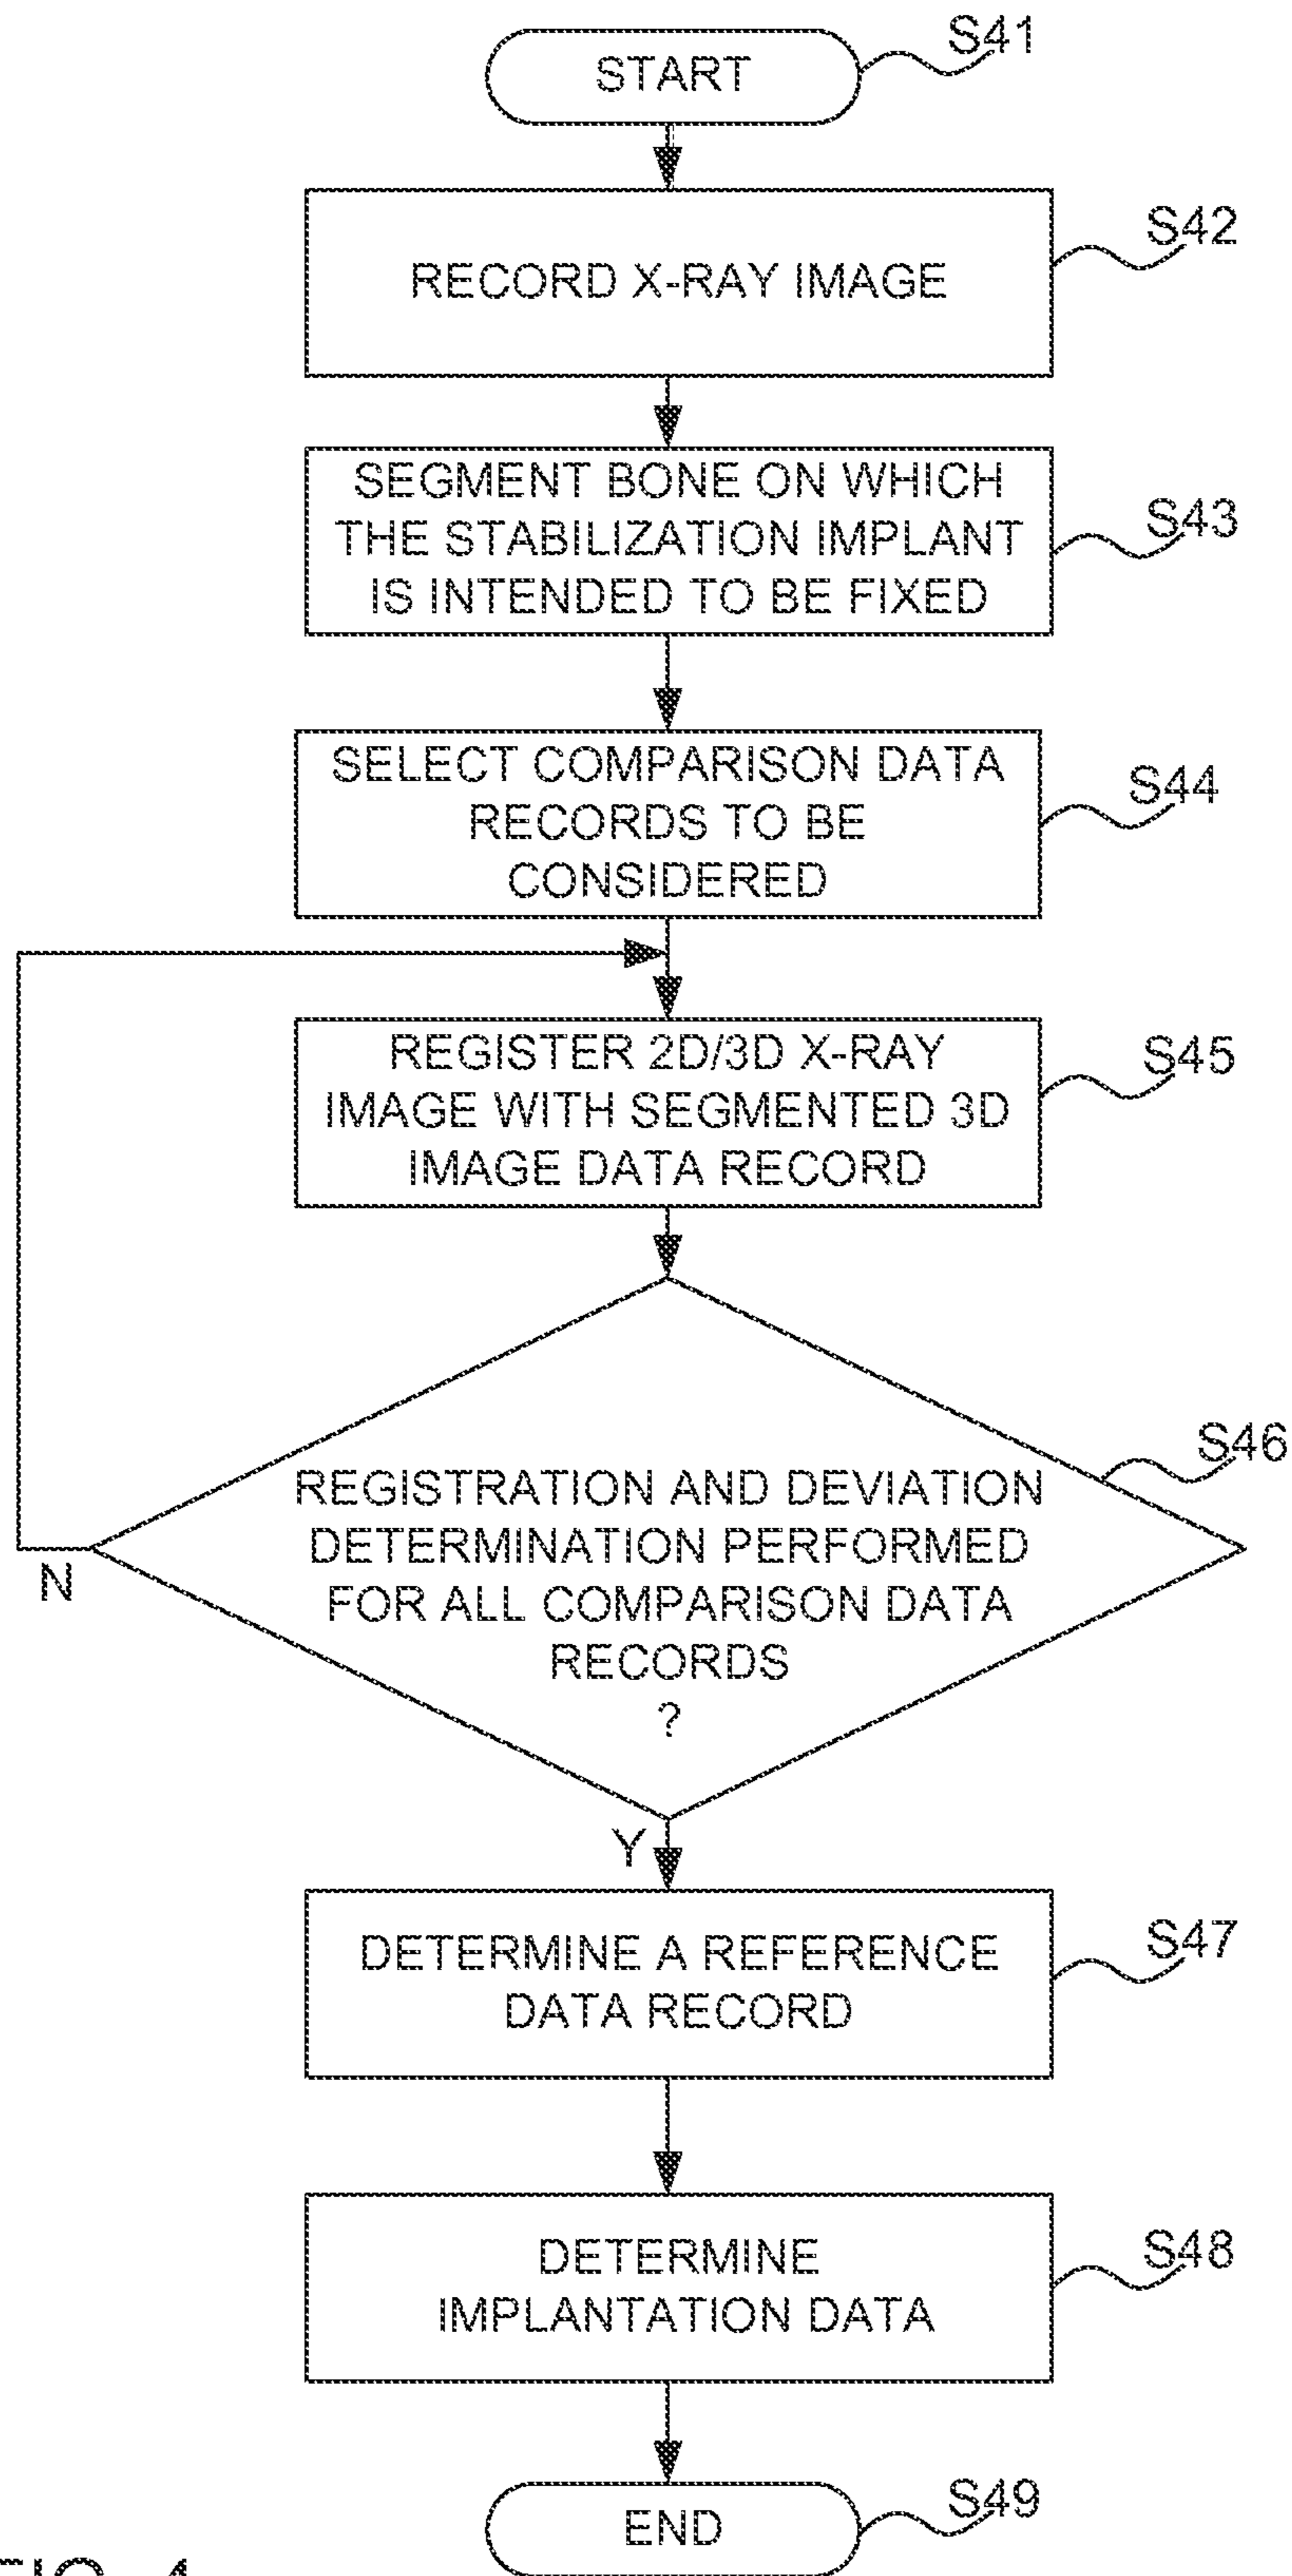 START
S41
RECORD X-RAY IMAGE
S42
SEGMENT BONE ON WHICH
THE STABILIZATION IMPLANT
IS INTENDED TO BE FIXED
S43
SELECT COMPARISON DATA
RECORDS TO BE
CONSIDERED
S44
REGISTER 2D/3D X-RAY
IMAGE WITH SEGMENTED 3D
IMAGE DATA RECORD
S45
REGISTRATION AND DEVIATION
DETERMINATION PERFORMED
FOR ALL COMPARISON DATA
RECORDS
?
S46
N
Y
DETERMINE A REFERENCE
DATA RECORD
S47
DETERMINE
IMPLANTATION DATA
S48
END
S49